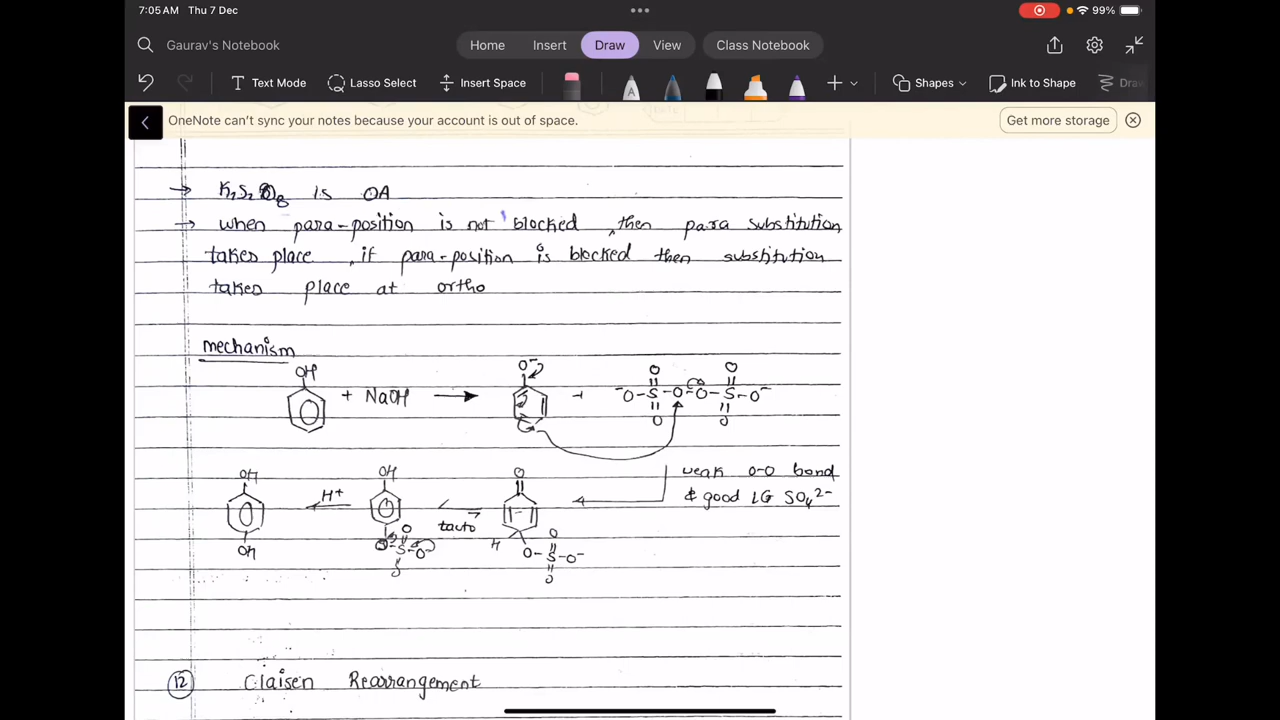 7:05 AM Thu 7 Dec
99%
Gaurav's Notebook
Home Insert Draw View Class Notebook
Text Mode Lasso Select Insert Space A Shapes Ink to Shape Dra
OneNote can't sync your notes because your account is out of space. Get more storage
→ K2S2O8 is OA
→ when para-position is not blocked, then para substitution
takes place, if para-position is blocked then substitution
takes place at ortho
mechanism
OH + NaOH → O⁻ + ⁻O-S-O-O-S-O⁻
O O
O O
weak O-O bond
& good LG SO4²⁻
OH H+ OH tauto O
OH O-S-O⁻ O H O-S-O⁻ O
O O
12 Claisen Rearrangement